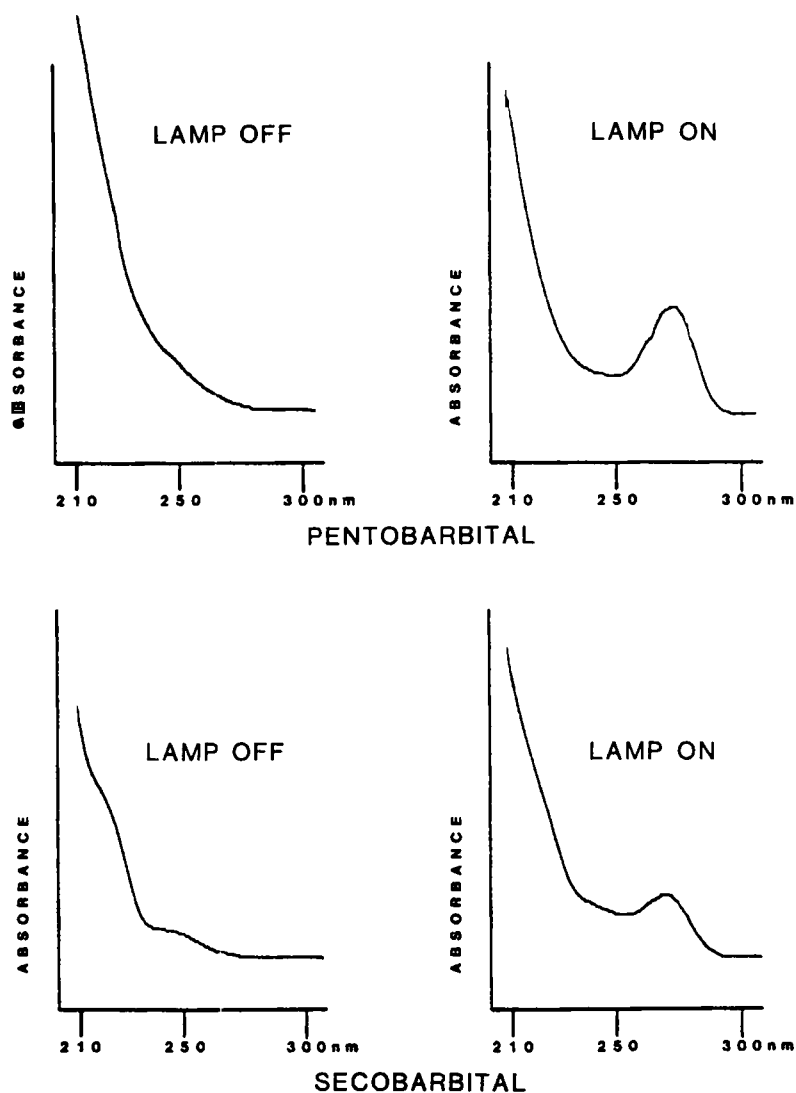 LAMP OFF
ABSORBANCE
210 250 300nm
LAMP ON
ABSORBANCE
210 250 300nm
PENTOBARBITAL
LAMP OFF
ABSORBANCE
210 250 300nm
LAMP ON
ABSORBANCE
210 250 300nm
SECOBARBITAL